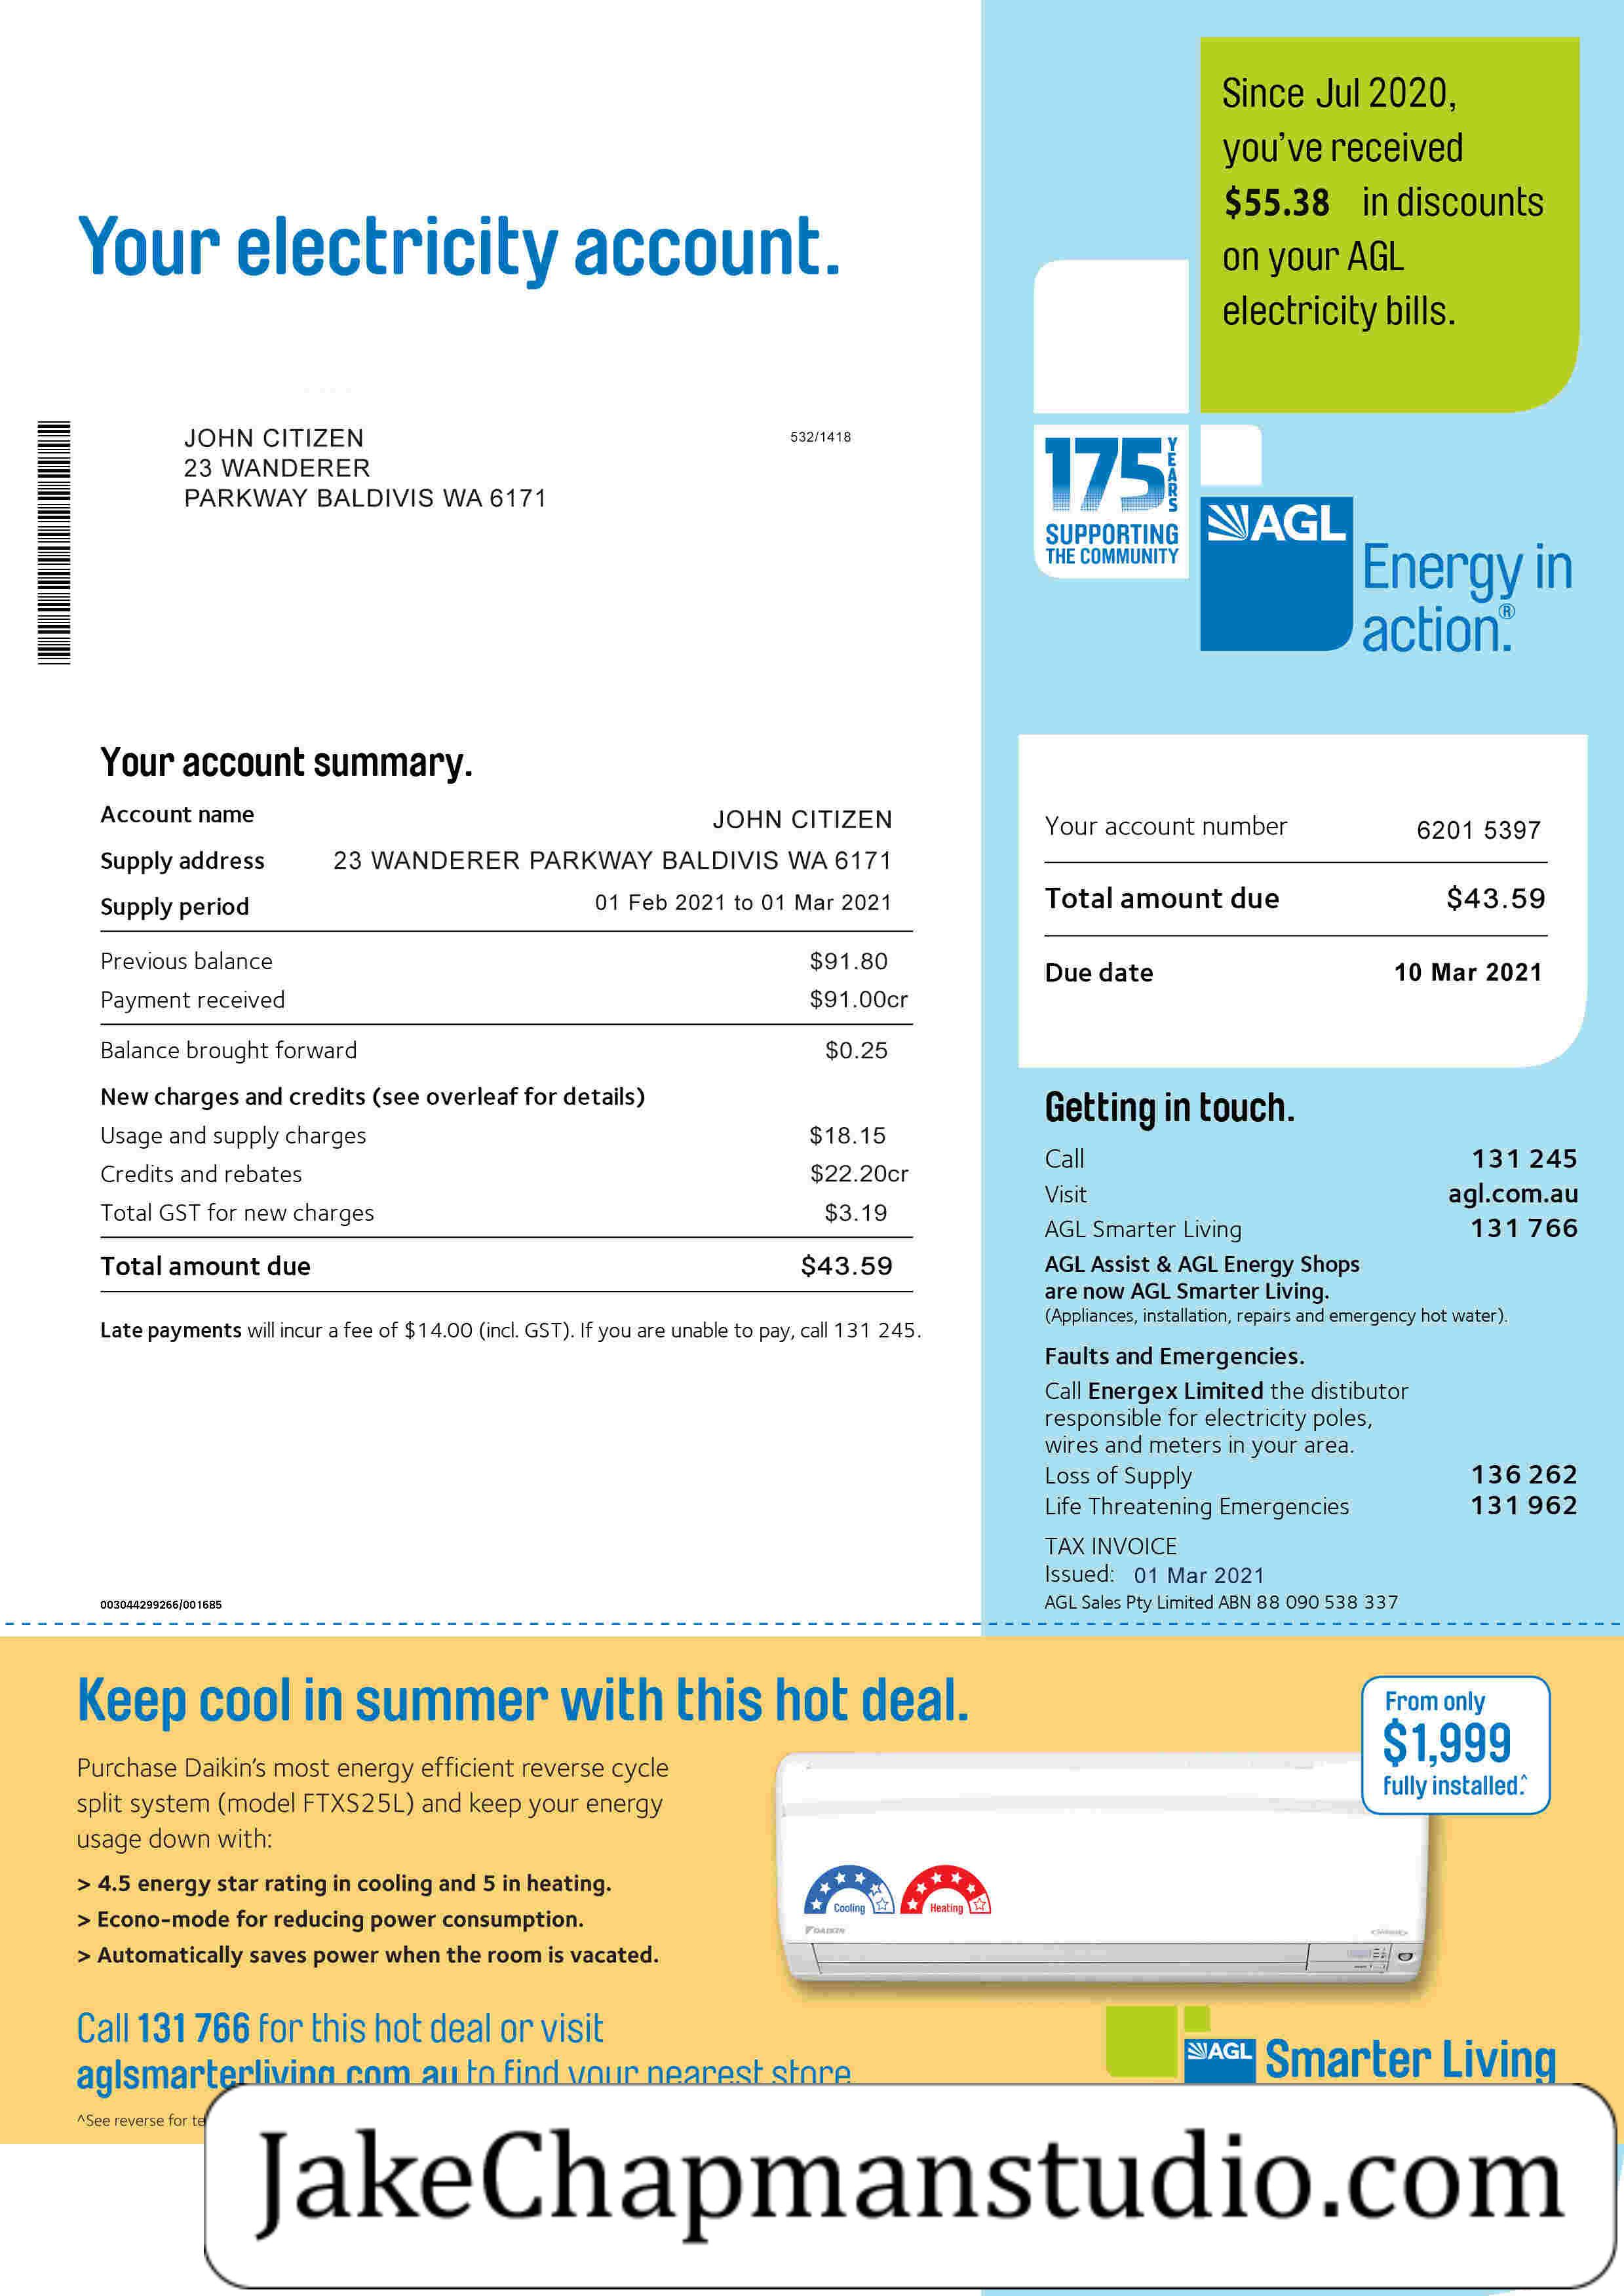 Since Jul 2020,
you've received
$55.38 in discounts
on your AGL
electricity bills.
Your electricity account.
JOHN CITIZEN
23 WANDERER
PARKWAY BALDIVIS WA 6171
532/1418
175 YEARS
SUPPORTING
THE COMMUNITY
AGL
Energy in
action.®
Your account summary.
Account name JOHN CITIZEN
Supply address 23 WANDERER PARKWAY BALDIVIS WA 6171
Supply period 01 Feb 2021 to 01 Mar 2021
Previous balance $91.80
Payment received $91.00cr
Balance brought forward $0.25
New charges and credits (see overleaf for details)
Usage and supply charges $18.15
Credits and rebates $22.20cr
Total GST for new charges $3.19
Total amount due $43.59
Late payments will incur a fee of $14.00 (incl. GST). If you are unable to pay, call 131 245.
003044299266/001685
Your account number 6201 5397
Total amount due $43.59
Due date 10 Mar 2021
Getting in touch.
Call 131 245
Visit agl.com.au
AGL Smarter Living 131 766
AGL Assist & AGL Energy Shops
are now AGL Smarter Living.
(Appliances, installation, repairs and emergency hot water).
Faults and Emergencies.
Call Energex Limited the distibutor
responsible for electricity poles,
wires and meters in your area.
Loss of Supply 136 262
Life Threatening Emergencies 131 962
TAX INVOICE
Issued: 01 Mar 2021
AGL Sales Pty Limited ABN 88 090 538 337
Keep cool in summer with this hot deal.
From only
$1,999
fully installed.^
Purchase Daikin's most energy efficient reverse cycle
split system (model FTXS25L) and keep your energy
usage down with:
> 4.5 energy star rating in cooling and 5 in heating.
> Econo-mode for reducing power consumption.
> Automatically saves power when the room is vacated.
Cooling Heating
DAIKIN
Call 131 766 for this hot deal or visit
aglsmarterliving.com.au to find your nearest store
AGL Smarter Living
^See reverse for
JakeChapmanstudio.com